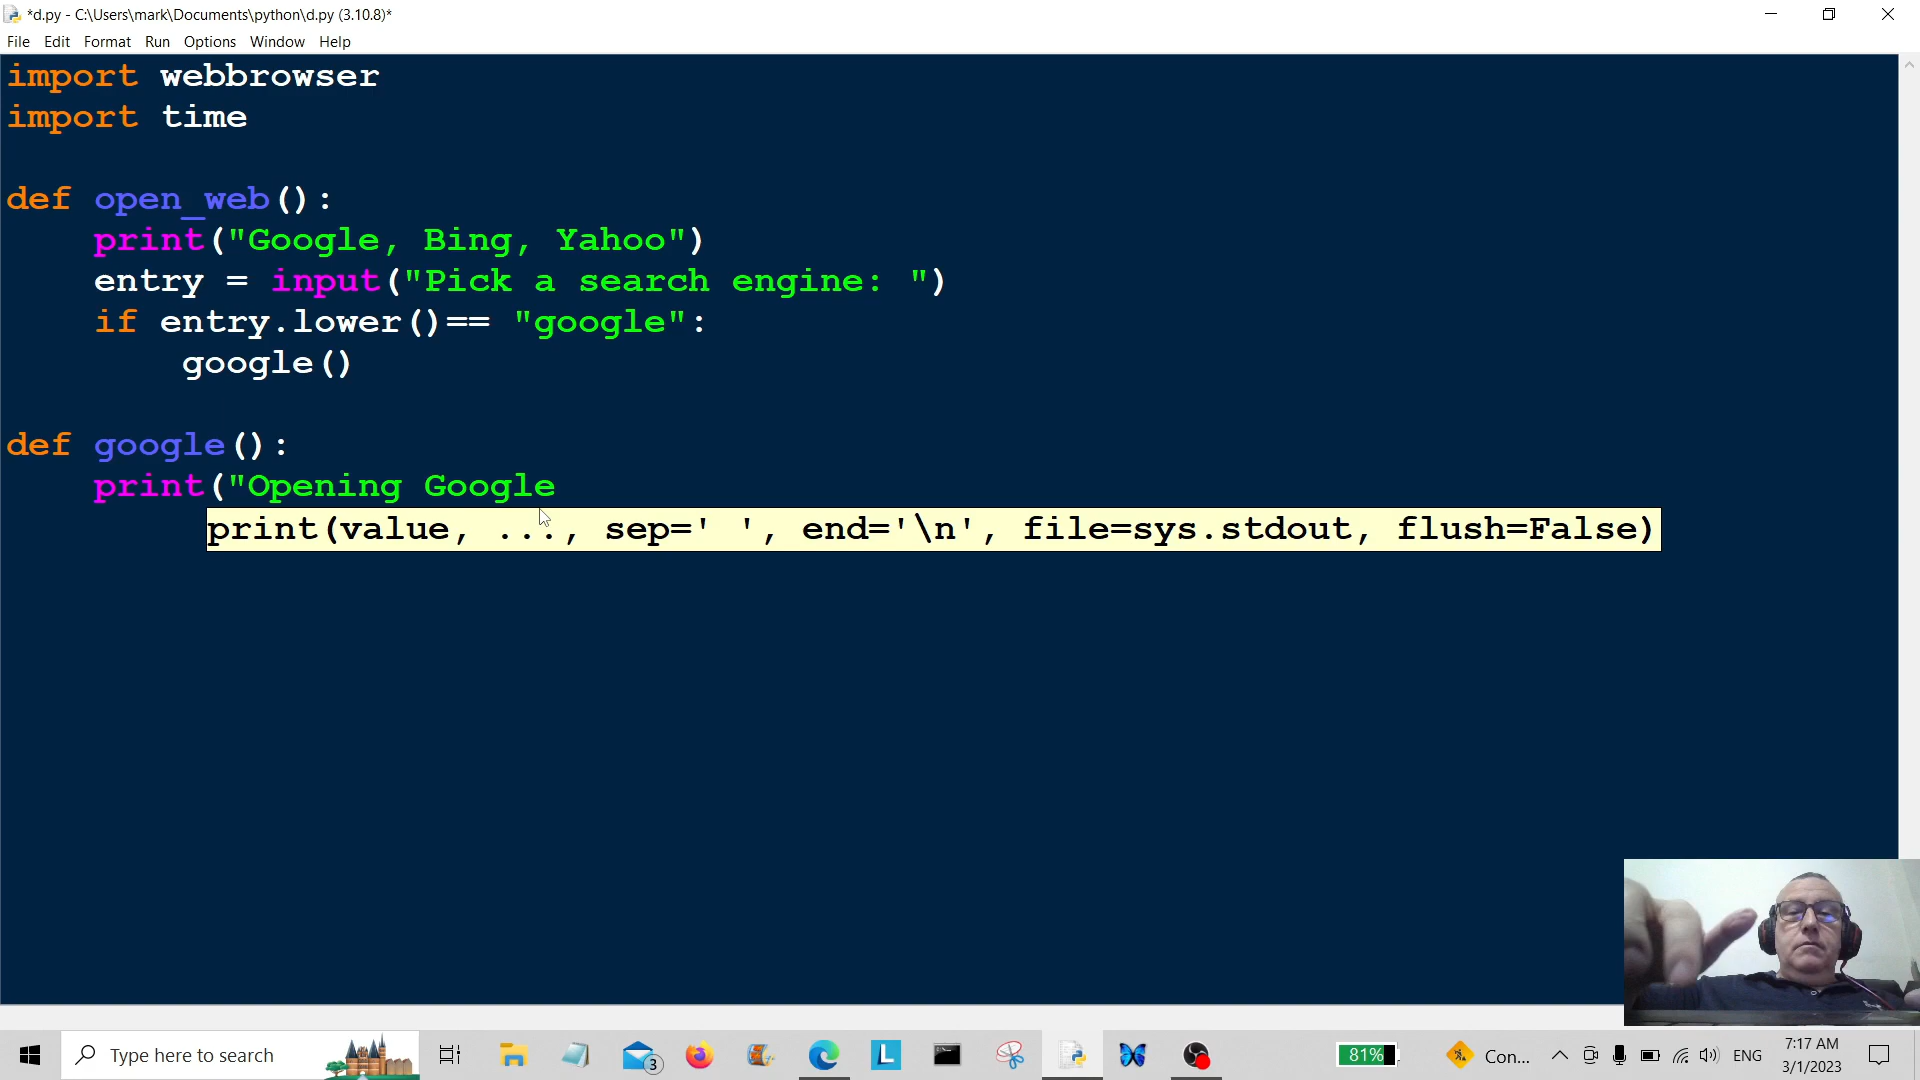 *d.py - C:\Users\mark\Documents\python\d.py (3.10.8)*
File Edit Format Run Options Window Help
import webbrowser
import time
def open_web():
    print("Google, Bing, Yahoo")
    entry = input("Pick a search engine: ")
    if entry.lower()== "google":
        google()
def google():
    print("Opening Google
print(value, ..., sep=' ', end='\n', file=sys.stdout, flush=False)
Type here to search
3
L
81%
Con...
ENG
7:17 AM
3/1/2023